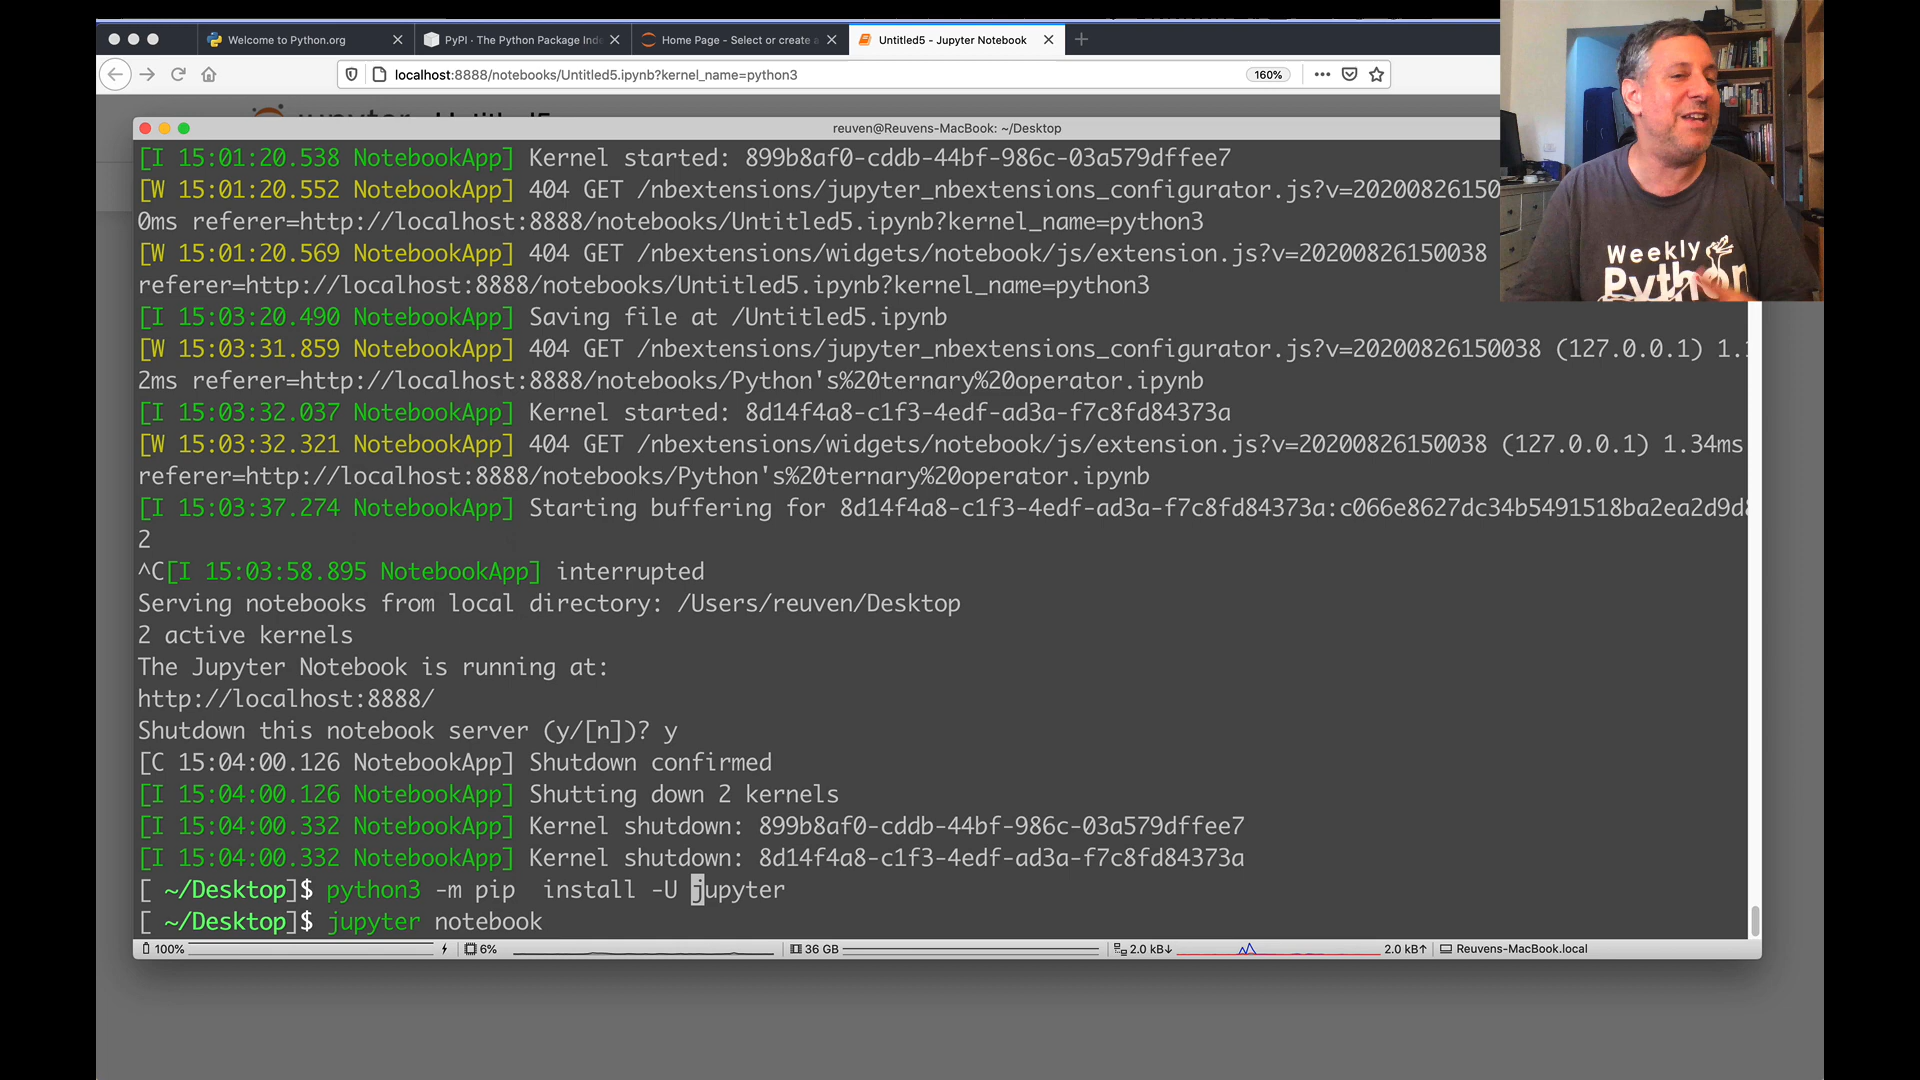 Welcome to Python.org
PyPI · The Python Package Inde
Home Page - Select or create a
Untitled5 - Jupyter Notebook
localhost:8888/notebooks/Untitled5.ipynb?kernel_name=python3
160%
reuven@Reuvens-MacBook: ~/Desktop
[I 15:01:20.538 NotebookApp] Kernel started: 899b8af0-cddb-44bf-986c-03a579dffee7
[W 15:01:20.552 NotebookApp] 404 GET /nbextensions/jupyter_nbextensions_configurator.js?v=20200826150
0ms referer=http://localhost:8888/notebooks/Untitled5.ipynb?kernel_name=python3
[W 15:01:20.569 NotebookApp] 404 GET /nbextensions/widgets/notebook/js/extension.js?v=20200826150038
referer=http://localhost:8888/notebooks/Untitled5.ipynb?kernel_name=python3
[I 15:03:20.490 NotebookApp] Saving file at /Untitled5.ipynb
[W 15:03:31.859 NotebookApp] 404 GET /nbextensions/jupyter_nbextensions_configurator.js?v=20200826150038 (127.0.0.1) 1.
2ms referer=http://localhost:8888/notebooks/Python's%20ternary%20operator.ipynb
[I 15:03:32.037 NotebookApp] Kernel started: 8d14f4a8-c1f3-4edf-ad3a-f7c8fd84373a
[W 15:03:32.321 NotebookApp] 404 GET /nbextensions/widgets/notebook/js/extension.js?v=20200826150038 (127.0.0.1) 1.34ms
referer=http://localhost:8888/notebooks/Python's%20ternary%20operator.ipynb
[I 15:03:37.274 NotebookApp] Starting buffering for 8d14f4a8-c1f3-4edf-ad3a-f7c8fd84373a:c066e8627dc34b5491518ba2ea2d9d8
2
^C[I 15:03:58.895 NotebookApp] interrupted
Serving notebooks from local directory: /Users/reuven/Desktop
2 active kernels
The Jupyter Notebook is running at:
http://localhost:8888/
Shutdown this notebook server (y/[n])? y
[C 15:04:00.126 NotebookApp] Shutdown confirmed
[I 15:04:00.126 NotebookApp] Shutting down 2 kernels
[I 15:04:00.332 NotebookApp] Kernel shutdown: 899b8af0-cddb-44bf-986c-03a579dffee7
[I 15:04:00.332 NotebookApp] Kernel shutdown: 8d14f4a8-c1f3-4edf-ad3a-f7c8fd84373a
[ ~/Desktop]$ python3 -m pip  install -U jupyter
[ ~/Desktop]$ jupyter notebook
100% 6% 36 GB 2.0 kB↓ 2.0 kB↑ Reuvens-MacBook.local
Weekly
Python